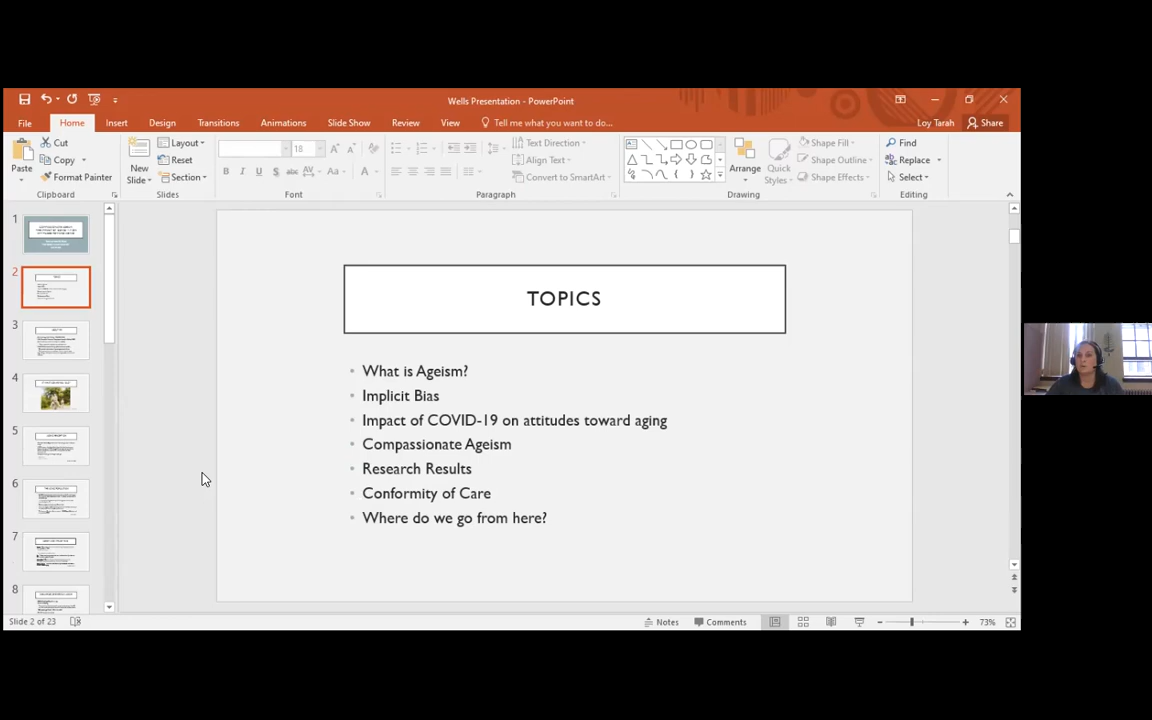 Wells Presentation - PowerPoint
File Home Insert Design Transitions Animations Slide Show Review View Tell me what you want to do... Loy Tarah Share
Paste Cut
Copy
Format Painter
New Slide Layout
Reset
Section
18
B I U S abc AV Aa A
Text Direction
Align Text
Convert to SmartArt
Arrange Quick Styles
Shape Fill
Shape Outline
Shape Effects
Find
Replace
Select
Clipboard Slides Font Paragraph Drawing Editing
1
2
3
4
5
6
7
8
TOPICS
• What is Ageism?
• Implicit Bias
• Impact of COVID-19 on attitudes toward aging
• Compassionate Ageism
• Research Results
• Conformity of Care
• Where do we go from here?
Slide 2 of 23 Notes Comments 73%